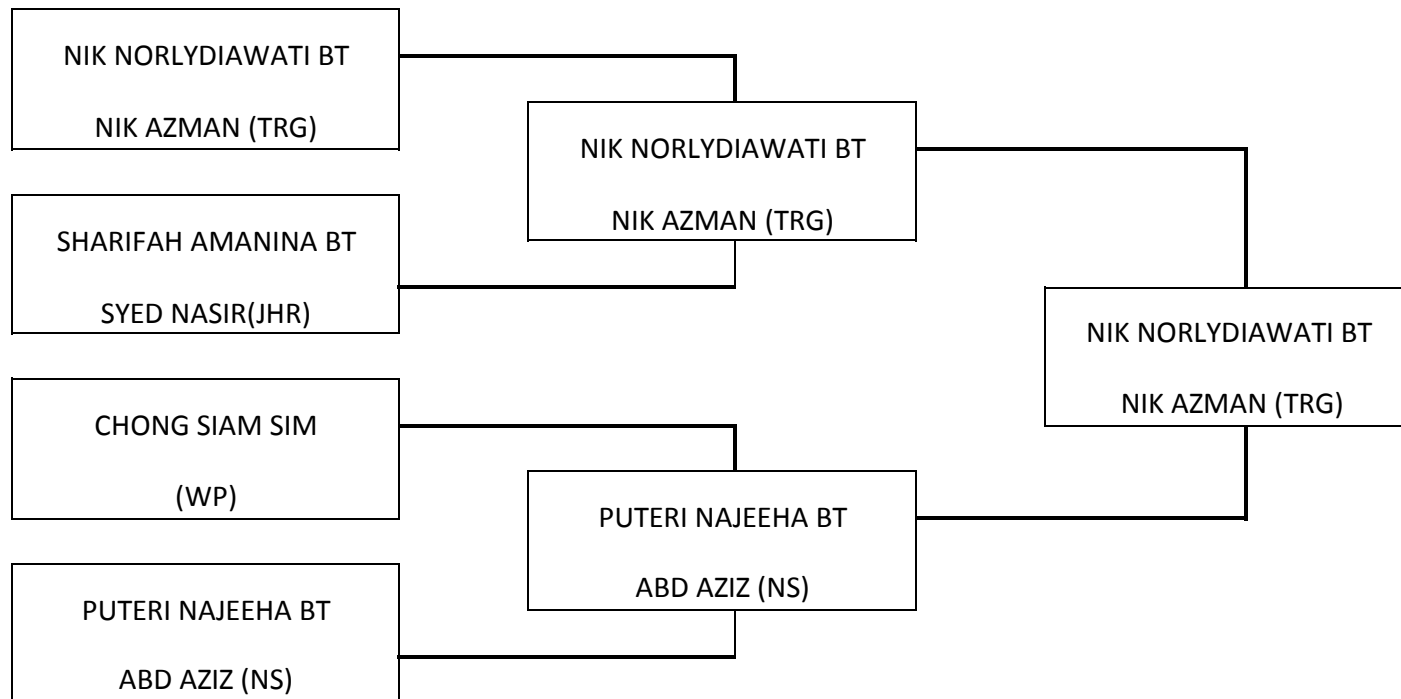 NIK NORLYDIAWATI BT
NIK AZMAN (TRG)
SHARIFAH AMANINA BT
SYED NASIR(JHR)
CHONG SIAM SIM
(WP)
PUTERI NAJEEHA BT
ABD AZIZ (NS)
NIK NORLYDIAWATI BT
NIK AZMAN (TRG)
PUTERI NAJEEHA BT
ABD AZIZ (NS)
NIK NORLYDIAWATI BT
NIK AZMAN (TRG)